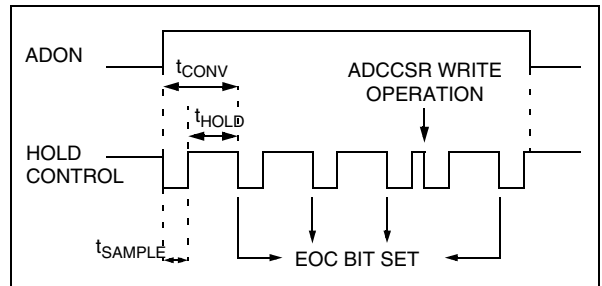 ADON
tCONV
ADCCSR WRITE
OPERATION
tHOLD
HOLD
CONTROL
tSAMPLE
EOC BIT SET